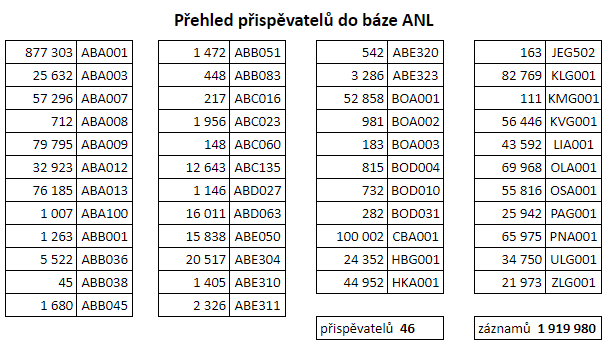 Přehled přispěvatelů do báze ANL
877 303 ABA001
25 632 ABA003
57 296 ABA007
712 ABA008
79 795 ABA009
32 923 ABA012
76 185 ABA013
1 007 ABA100
1 263 ABB001
5 522 ABB036
45 ABB038
1 680 ABB045
1 472 ABB051
448 ABB083
217 ABC016
1 956 ABC023
148 ABC060
12 643 ABC135
1 146 ABD027
16 011 ABD063
15 838 ABE050
20 517 ABE304
1 405 ABE310
2 326 ABE311
542 ABE320
3 286 ABE323
52 858 BOA001
981 BOA002
183 BOA003
815 BOD004
732 BOD010
282 BOD031
100 002 CBA001
24 352 HBG001
44 952 HKA001
přispěvatelů 46
163 JEG502
82 769 KLG001
111 KMG001
56 446 KVG001
43 592 LIA001
69 968 OLA001
55 816 OSA001
25 942 PAG001
65 975 PNA001
34 750 ULG001
21 973 ZLG001
záznamů 1 919 980